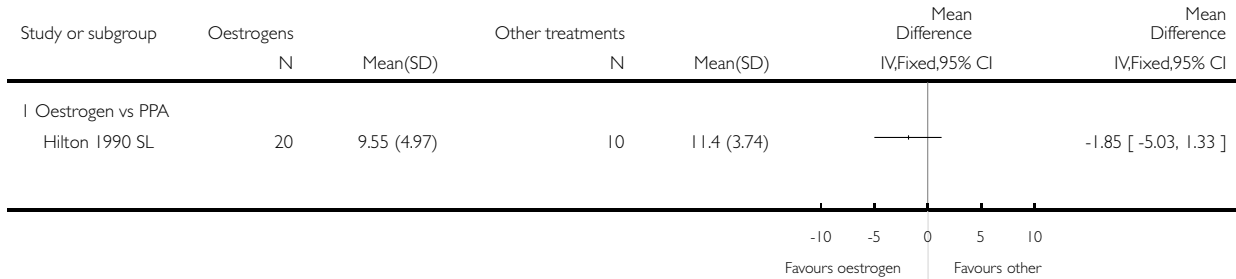 Mean Mean
Study or subgroup Oestrogens Other treatments Difference Difference
N Mean(SD) N Mean(SD) IV,Fixed,95% CI IV,Fixed,95% CI
1 Oestrogen vs PPA
Hilton 1990 SL 20 9.55 (4.97) 10 11.4 (3.74) -1.85 [ -5.03, 1.33 ]
-10 -5 0 5 10
Favours oestrogen Favours other